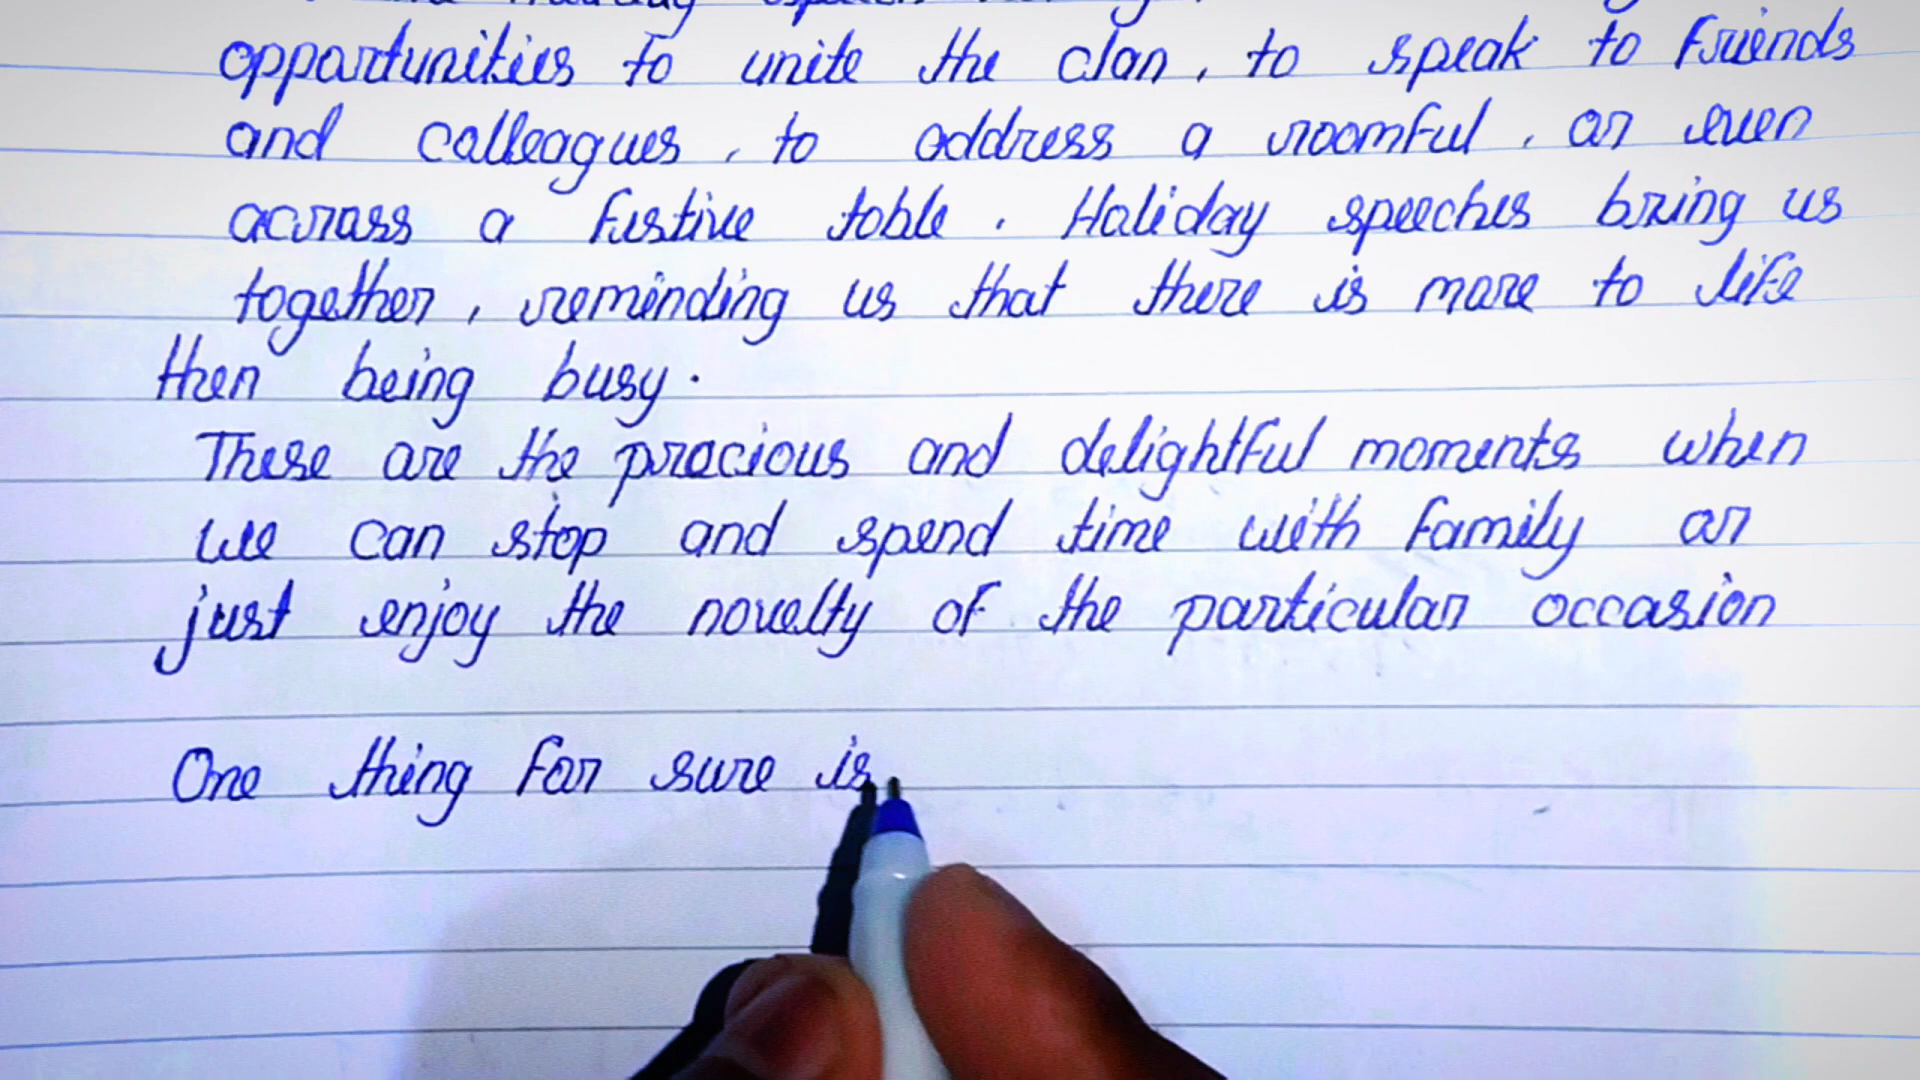 opportunities to unite the clan, to speak to friends
and colleagues, to address a roomful, or even
across a festive table. Holiday speeches bring us
together, reminding us that there is more to life
then being busy.
These are the precious and delightful moments when
we can stop and spend time with family or
just enjoy the novelty of the particular occasion
One thing for sure is